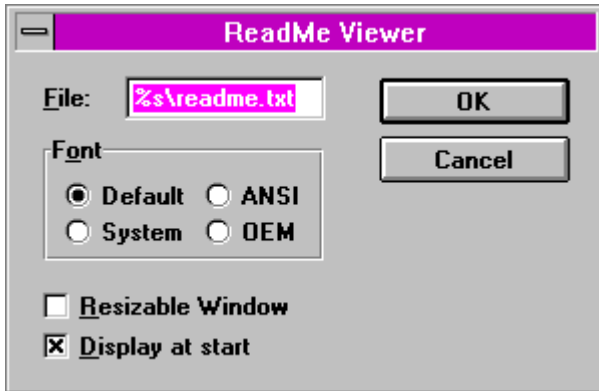 ReadMe Viewer
File: %s\readme.txt
OK
Font
Cancel
Default ANSI
System OEM
Resizable Window
Display at start